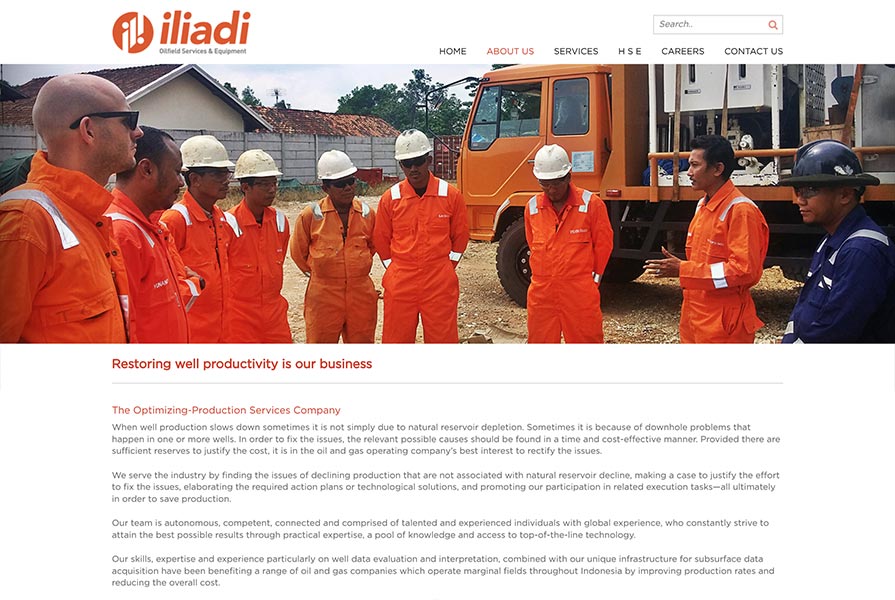 iliadi
Oilfield Services & Equipment
Search..
HOME
ABOUT US
SERVICES
H S E
CAREERS
CONTACT US
Restoring well productivity is our business
The Optimizing-Production Services Company
When well production slows down sometimes it is not simply due to natural reservoir depletion. Sometimes it is because of downhole problems that
happen in one or more wells. In order to fix the issues, the relevant possible causes should be found in a time and cost-effective manner. Provided there are
sufficient reserves to justify the cost, it is in the oil and gas operating company's best interest to rectify the issues.
We serve the industry by finding the issues of declining production that are not associated with natural reservoir decline, making a case to justify the effort
to fix the issues, elaborating the required action plans or technological solutions, and promoting our participation in related execution tasks—all ultimately
in order to save production.
Our team is autonomous, competent, connected and comprised of talented and experienced individuals with global experience, who constantly strive to
attain the best possible results through practical expertise, a pool of knowledge and access to top-of-the-line technology.
Our skills, expertise and experience particularly on well data evaluation and interpretation, combined with our unique infrastructure for subsurface data
acquisition have been benefiting a range of oil and gas companies which operate marginal fields throughout Indonesia by improving production rates and
reducing the overall cost.